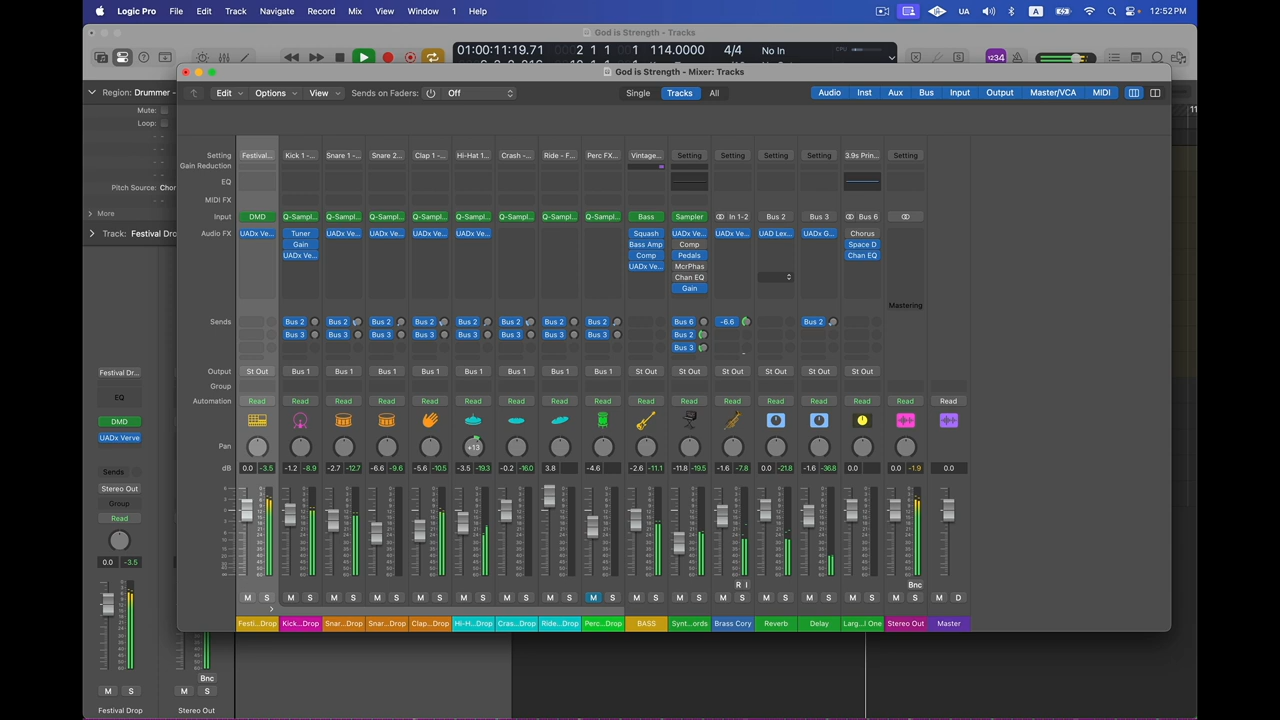 Logic Pro File Edit Track Navigate Record Mix View Window 1 Help UA A 12:52 PM
God is Strength - Tracks
01:00:11:19.71 2 1 1 1 114.0000 4/4 No In CPU
1234
God is Strength - Mixer: Tracks
Region: Drummer -
Edit Options View Sends on Faders: Off Single Tracks All Audio Inst Aux Bus Input Output Master/VCA MIDI
Mute:
Loop:
Pitch Source: Chor
More
Track: Festival Dro
Setting Festival... Kick 1 -... Snare 1 -... Snare 2... Clap 1 -... Hi-Hat 1... Crash -... Ride - F... Perc FX... Vintage... Setting Setting Setting Setting 3.9s Prin... Setting
Gain Reduction
EQ
MIDI FX
Input DMD Q-Sampl... Q-Sampl... Q-Sampl... Q-Sampl... Q-Sampl... Q-Sampl... Q-Sampl... Q-Sampl... Bass Sampler In 1-2 Bus 2 Bus 3 Bus 6
Audio FX UADx Ve... Tuner UADx Ve... UADx Ve... UADx Ve... UADx Ve... Squash UADx Ve... UADx Ve... UAD Lex... UADx G... Chorus
Gain Bass Amp Comp Space D
UADx Ve... Comp Pedals Chan EQ
UADx Ve... McrPhas
Chan EQ
Gain
Mastering
Sends Bus 2 Bus 2 Bus 2 Bus 2 Bus 2 Bus 2 Bus 2 Bus 2 Bus 6 -6.6 Bus 2
Bus 3 Bus 3 Bus 3 Bus 3 Bus 3 Bus 3 Bus 3 Bus 3 Bus 2
Bus 3
Output St Out Bus 1 Bus 1 Bus 1 Bus 1 Bus 1 Bus 1 Bus 1 Bus 1 St Out St Out St Out St Out St Out St Out
Group
Automation Read Read Read Read Read Read Read Read Read Read Read Read Read Read Read Read Read
Pan +13
dB 0.0 -3.5 -1.2 -8.9 -2.7 -12.7 -6.6 -9.6 -5.6 -10.5 -3.5 -19.3 -0.2 -16.0 3.8 -4.6 -2.6 -11.1 -11.8 -19.5 -1.6 -7.8 0.0 -21.8 -1.6 -36.8 0.0 0.0 -1.9 0.0
R I Bnc
M S M S M S M S M S M S M S M S M S M S M S M S M S M S M S M S M D
Festi...Drop Kick...Drop Snar...Drop Snar...Drop Clap...Drop Hi-H...Drop Cras...Drop Ride...Drop Perc...Drop BASS Synt...ords Brass Cory Reverb Delay Larg...l One Stereo Out Master
Festival Dr...
EQ
DMD
UADx Verve
Sends
Stereo Out
Group
Read
0.0 -3.5
Bnc
M S M S
Festival Drop Stereo Out